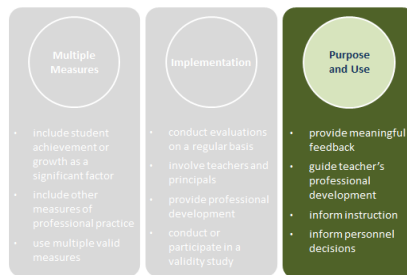 Multiple
Measures
include student
achievement or
growth as a
significant factor
include other
measures of
professional practice
use multiple valid
measures
Implementation
conduct evaluations
on a regular basis
involve teachers and
principals
provide professional
development
conduct or
participate in a
validity study
Purpose
and Use
provide meaningful
feedback
guide teacher's
professional
development
inform instruction
inform personnel
decisions